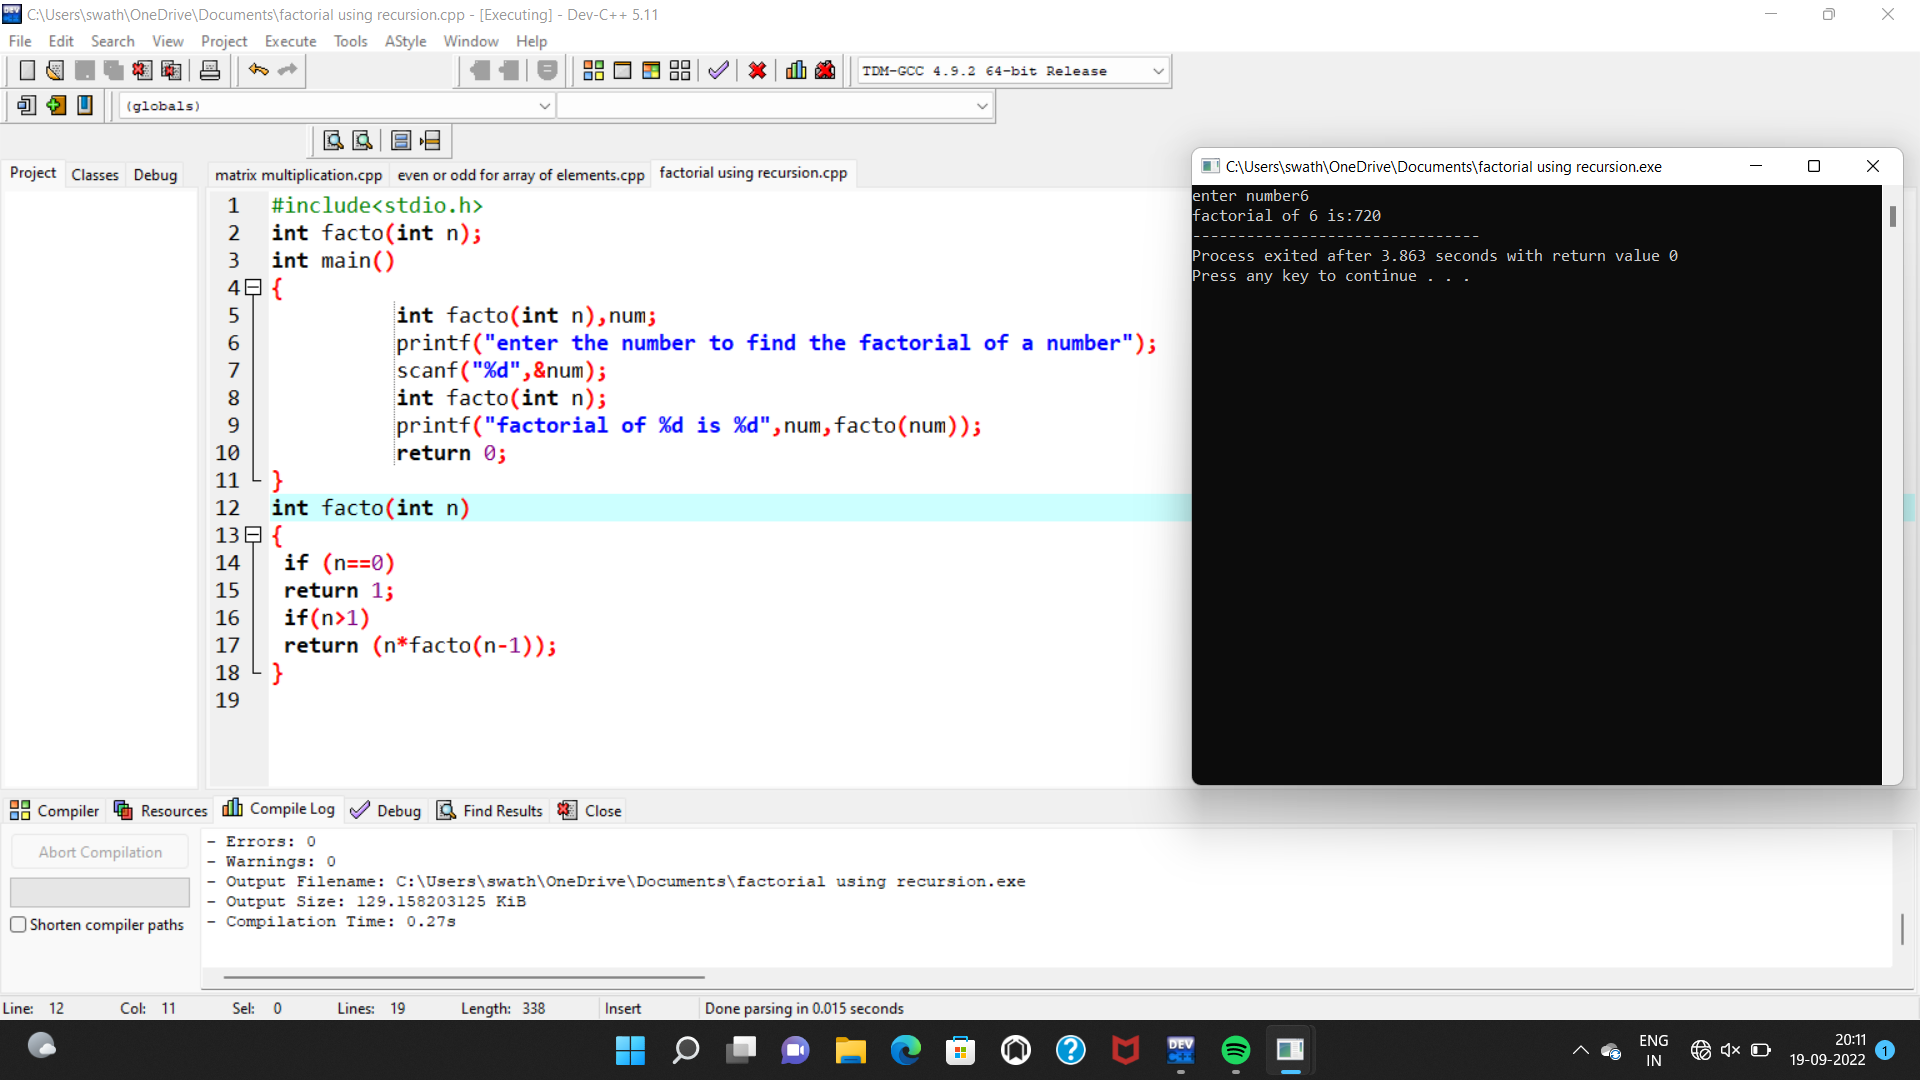 C:\Users\swath\OneDrive\Documents\factorial using recursion.cpp - [Executing] - Dev-C++ 5.11
File Edit Search View Project Execute Tools AStyle Window Help
TDM-GCC 4.9.2 64-bit Release
(globals)
Project Classes Debug
matrix multiplication.cpp even or odd for array of elements.cpp factorial using recursion.cpp
1 #include<stdio.h>
2 int facto(int n);
3 int main()
4 {
5 int facto(int n),num;
6 printf("enter the number to find the factorial of a number");
7 scanf("%d",&num);
8 int facto(int n);
9 printf("factorial of %d is %d",num,facto(num));
10 return 0;
11 }
12 int facto(int n)
13 {
14 if (n==0)
15 return 1;
16 if(n>1)
17 return (n*facto(n-1));
18 }
19
C:\Users\swath\OneDrive\Documents\factorial using recursion.exe
enter number6
factorial of 6 is:720
--------------------------------
Process exited after 3.863 seconds with return value 0
Press any key to continue . . .
Compiler Resources Compile Log Debug Find Results Close
Abort Compilation
Shorten compiler paths
- Errors: 0
- Warnings: 0
- Output Filename: C:\Users\swath\OneDrive\Documents\factorial using recursion.exe
- Output Size: 129.158203125 KiB
- Compilation Time: 0.27s
Line: 12 Col: 11 Sel: 0 Lines: 19 Length: 338 Insert Done parsing in 0.015 seconds
DEV C++
ENG
IN
20:11
19-09-2022
1